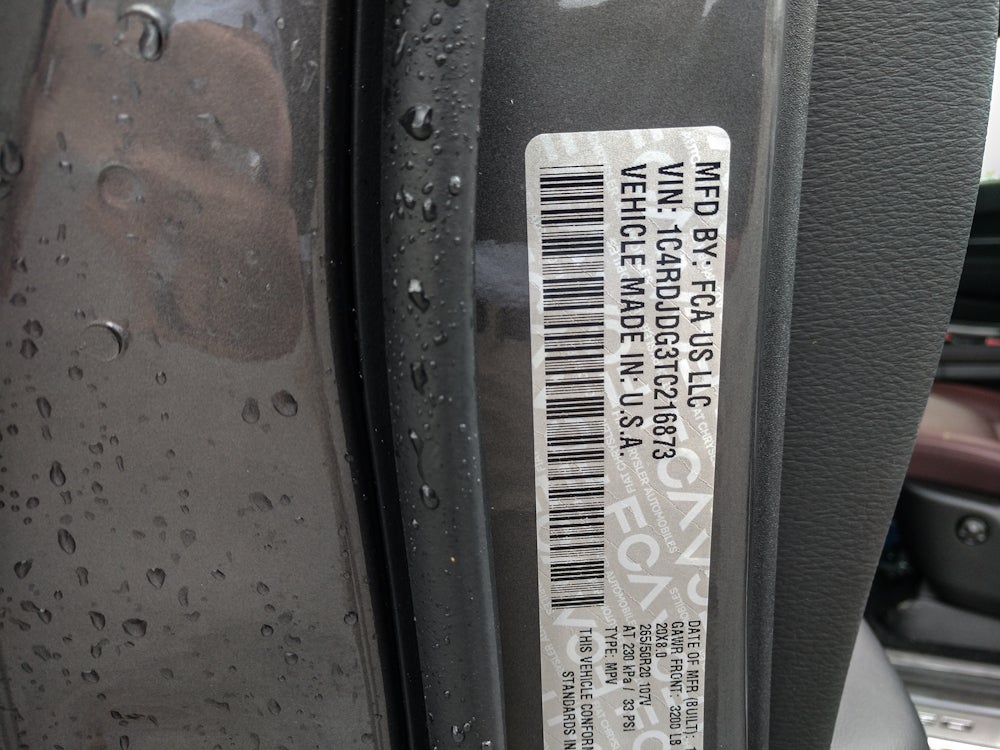 MFD BY: FCA US LLC
VIN: 1C4RDJDG3TC216873
VEHICLE MADE IN: U.S.A.
DATE OF MFR (BUILT):
GAWR FRONT: 3200 LB
20X8.0
265/50R20 107V
AT 230 kPa / 33 PSI
TYPE: MPV
THIS VEHICLE CONFOR
STANDARDS IN